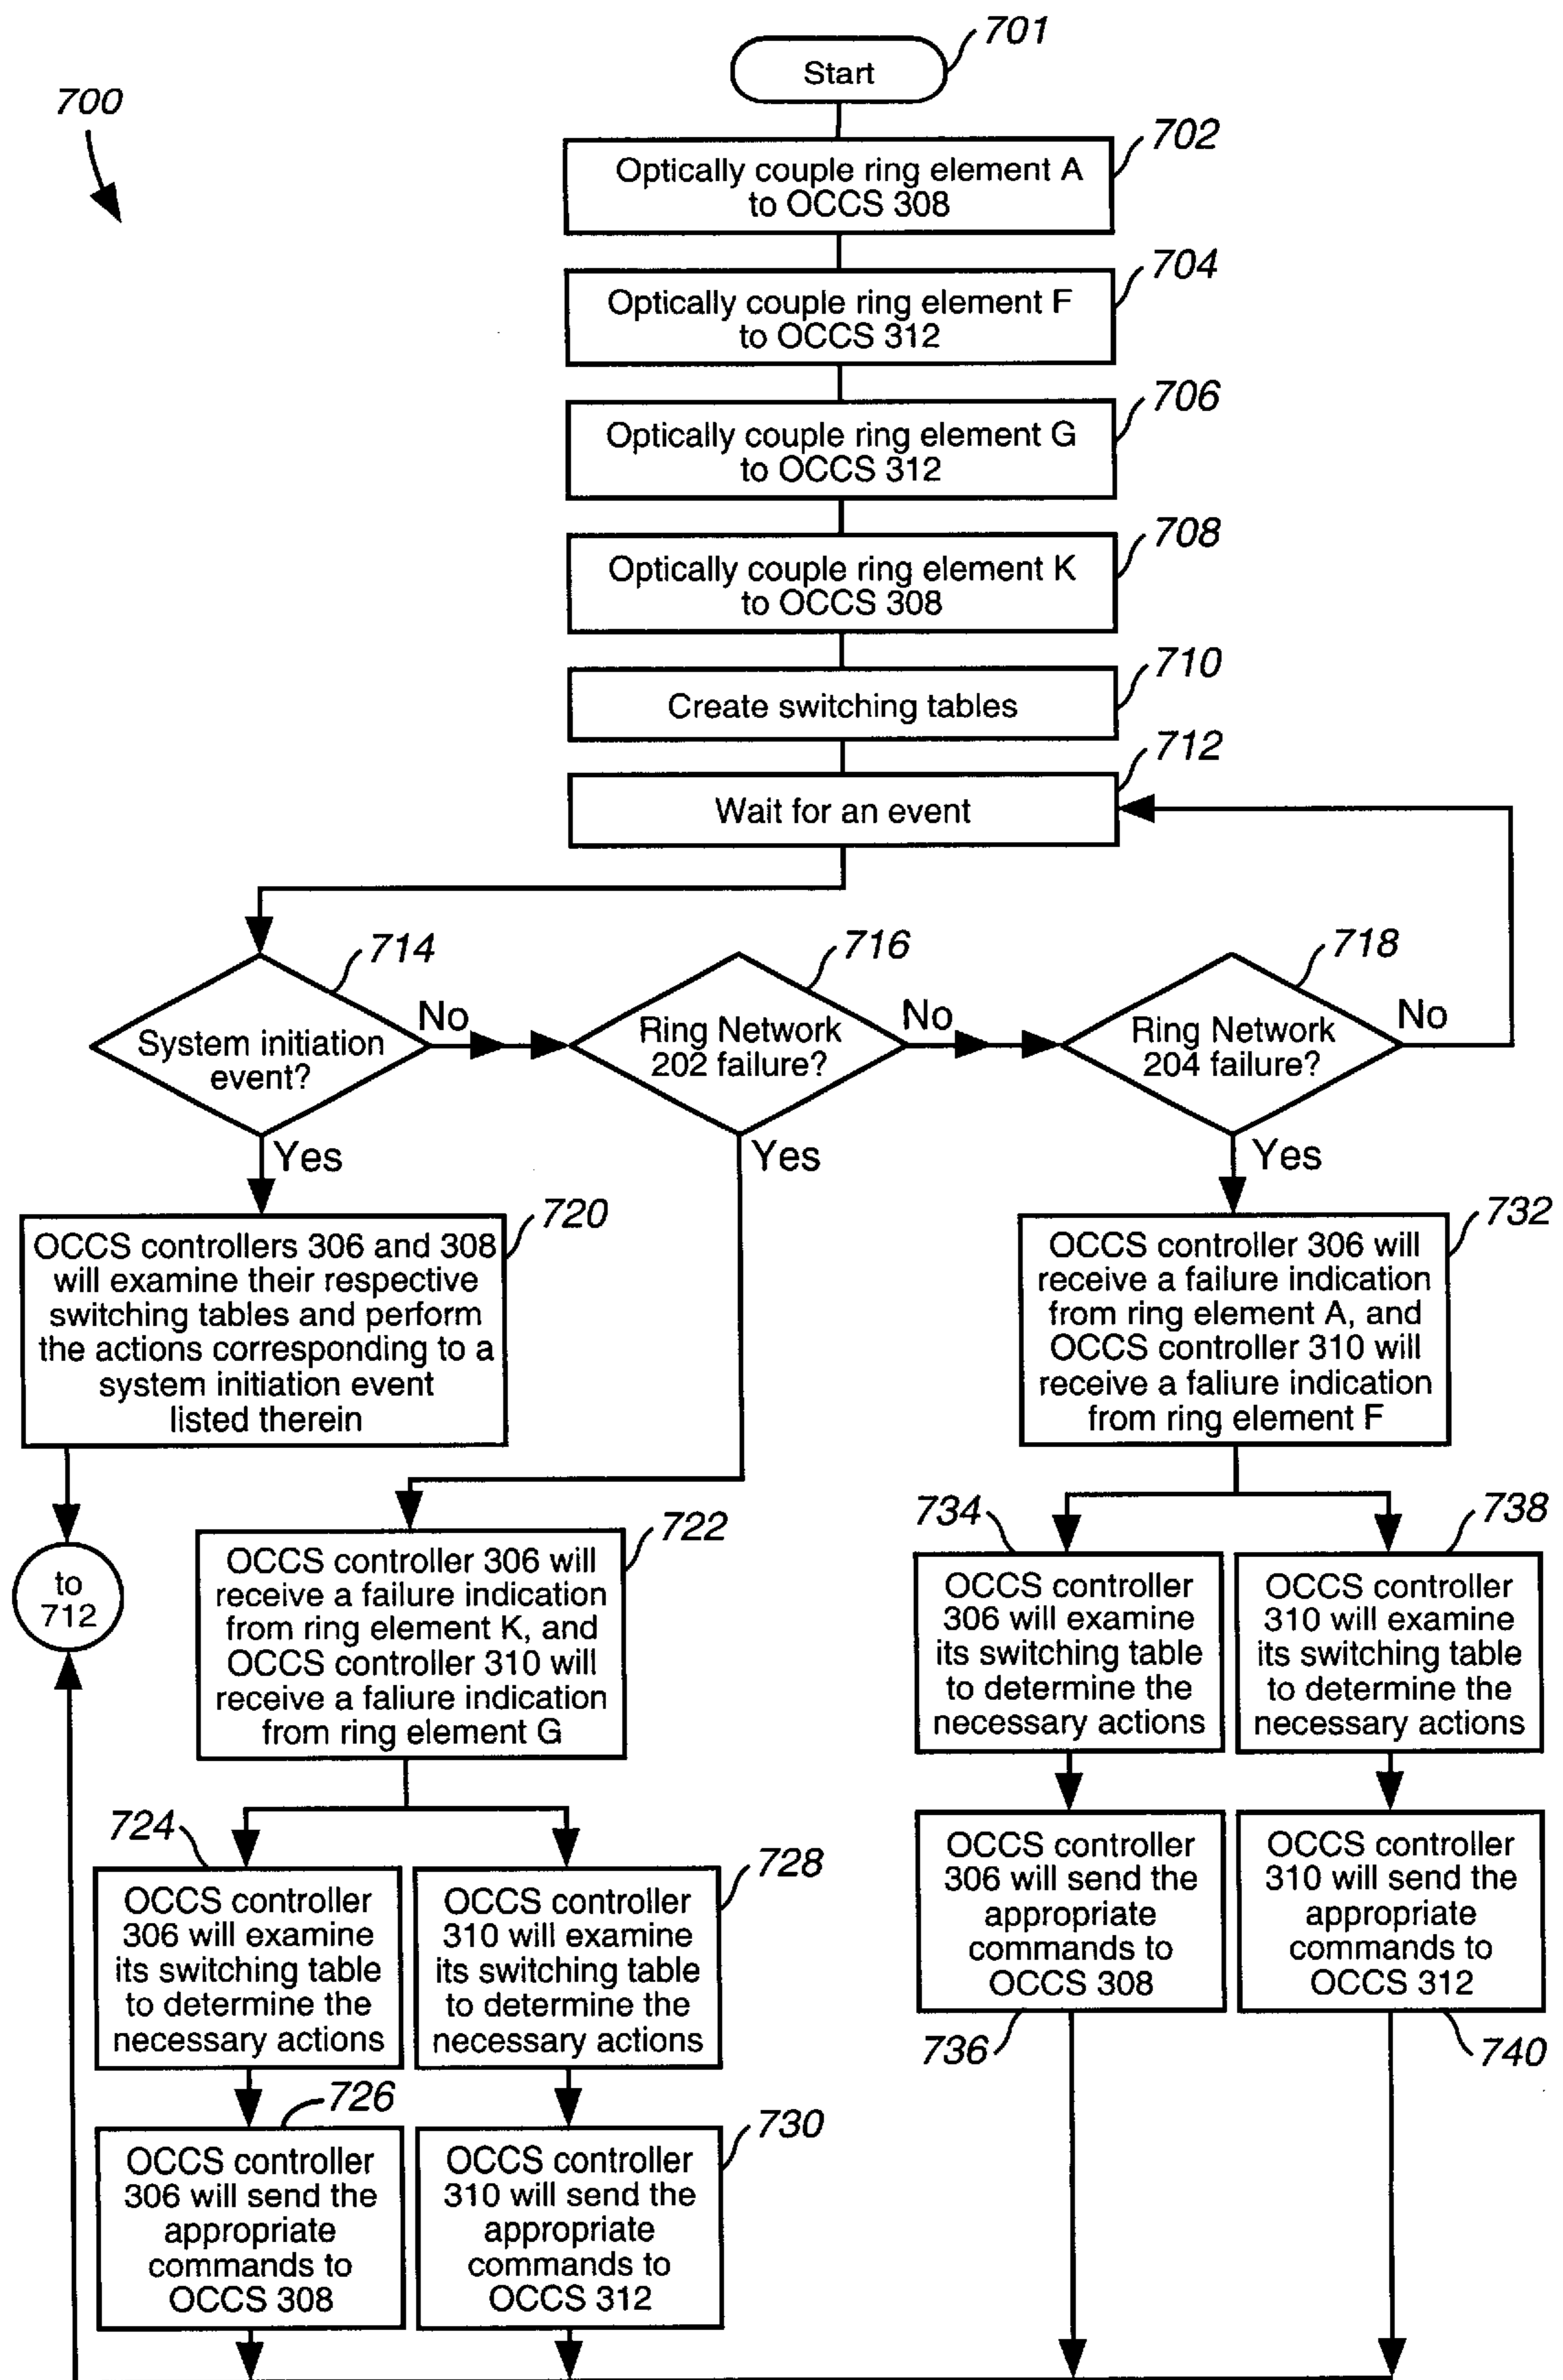 700
701
Start
702
Optically couple ring element A
to OCCS 308
704
Optically couple ring element F
to OCCS 312
706
Optically couple ring element G
to OCCS 312
708
Optically couple ring element K
to OCCS 308
710
Create switching tables
712
Wait for an event
714
System initiation
event?
No
Yes
716
Ring Network
202 failure?
No
Yes
718
Ring Network
204 failure?
No
Yes
720
OCCS controllers 306 and 308
will examine their respective
switching tables and perform
the actions corresponding to a
system initiation event
listed therein
to
712
722
OCCS controller 306 will
receive a failure indication
from ring element K, and
OCCS controller 310 will
receive a faliure indication
from ring element G
724
OCCS controller
306 will examine
its switching table
to determine the
necessary actions
726
OCCS controller
306 will send the
appropriate
commands to
OCCS 308
728
OCCS controller
310 will examine
its switching table
to determine the
necessary actions
730
OCCS controller
310 will send the
appropriate
commands to
OCCS 312
732
OCCS controller 306 will
receive a failure indication
from ring element A, and
OCCS controller 310 will
receive a faliure indication
from ring element F
734
OCCS controller
306 will examine
its switching table
to determine the
necessary actions
736
OCCS controller
306 will send the
appropriate
commands to
OCCS 308
738
OCCS controller
310 will examine
its switching table
to determine the
necessary actions
740
OCCS controller
310 will send the
appropriate
commands to
OCCS 312